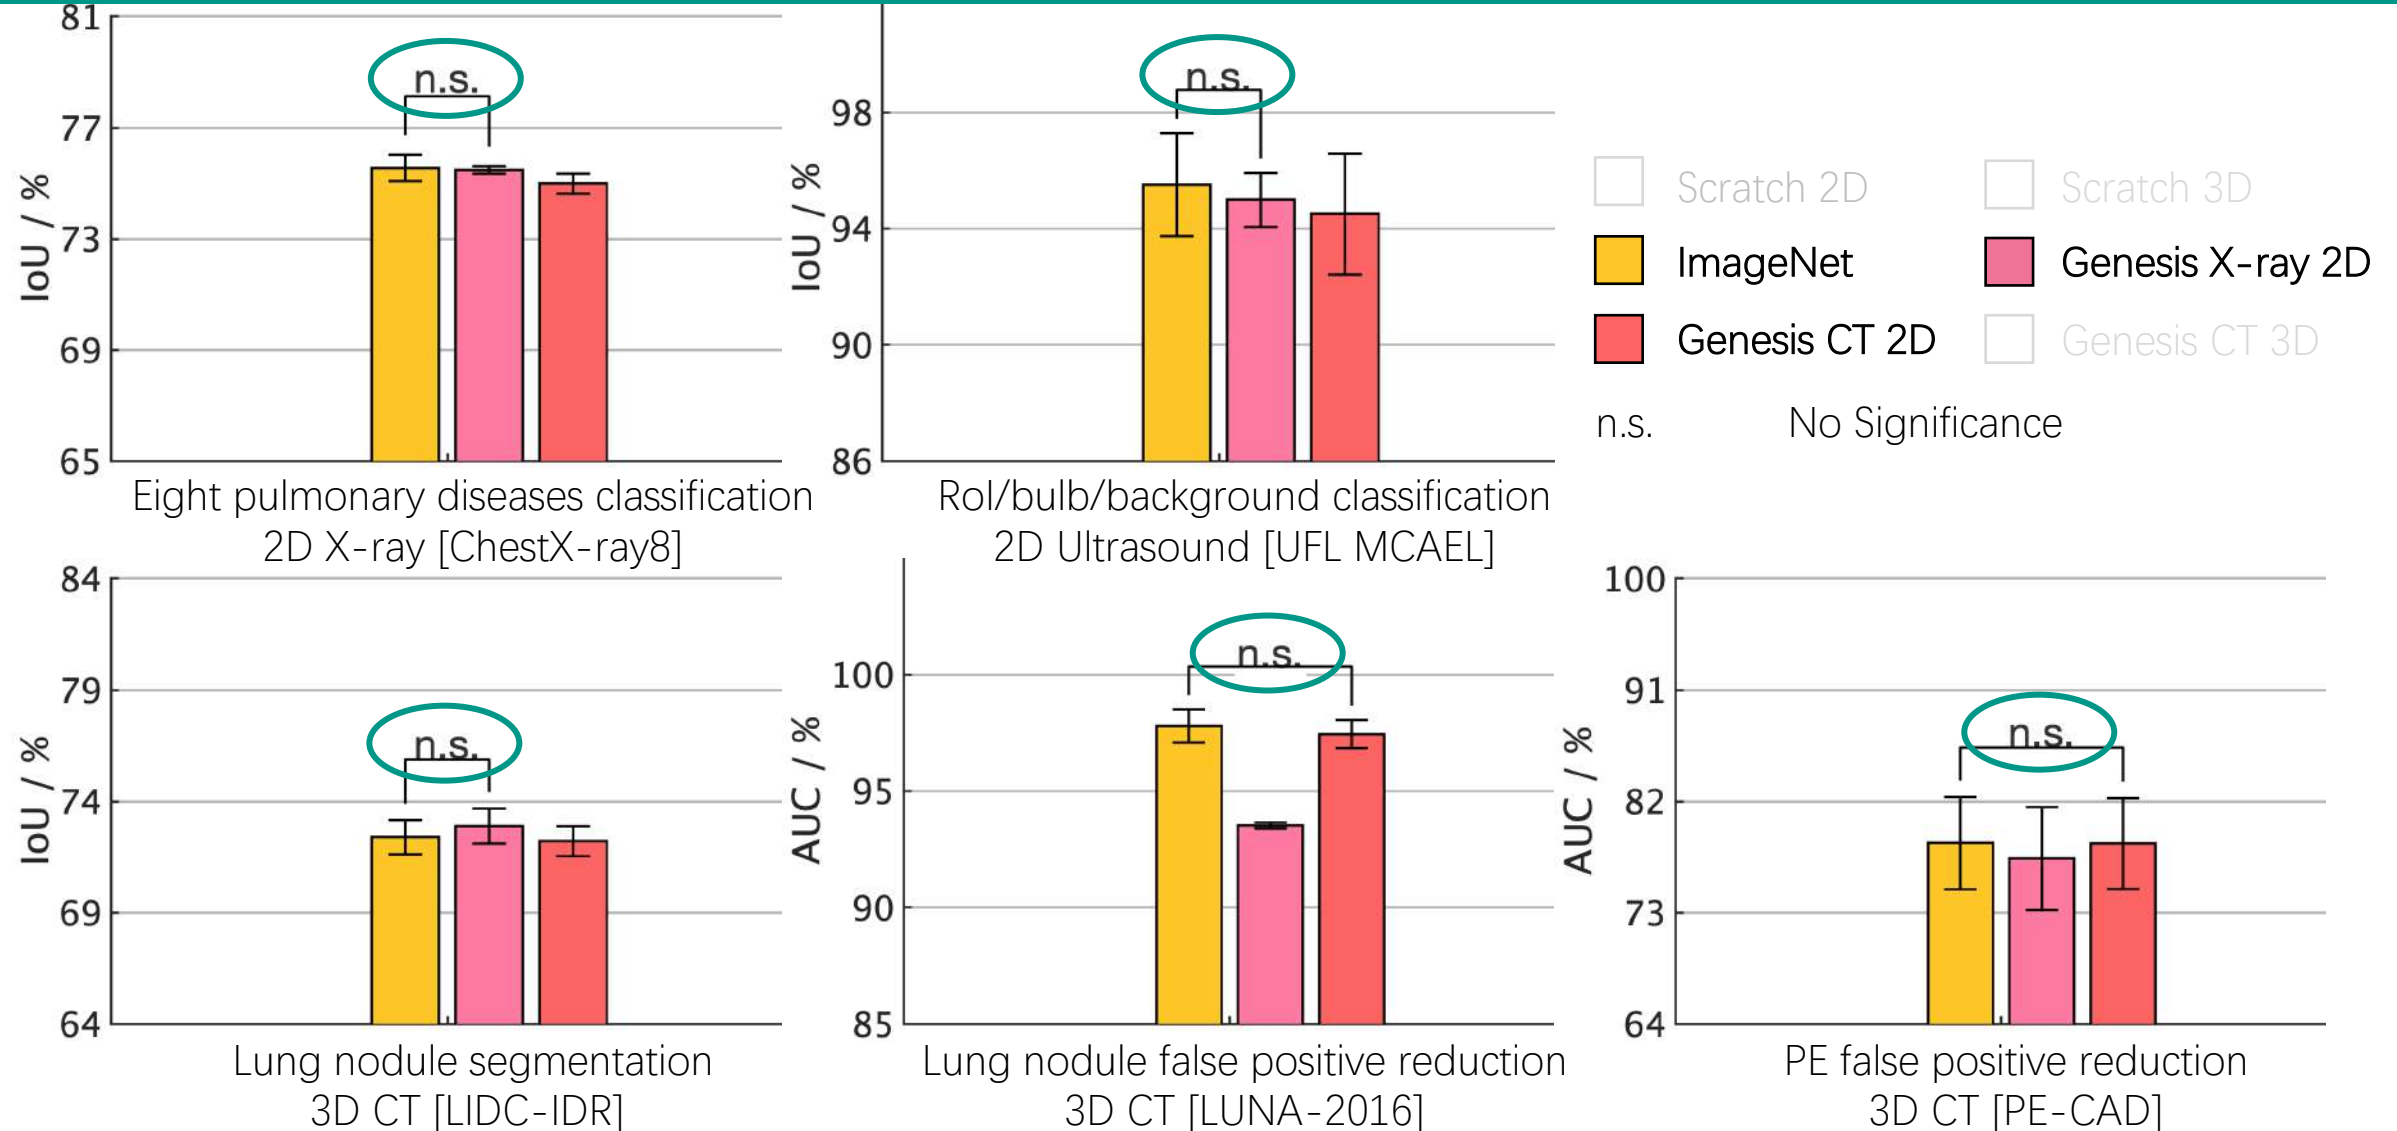 81
77
73
69
65
IoU / %
n.s.
Eight pulmonary diseases classification
2D X-ray [ChestX-ray8]
98
94
90
86
IoU / %
n.s.
RoI/bulb/background classification
2D Ultrasound [UFL MCAEL]
Scratch 2D
Scratch 3D
ImageNet
Genesis X-ray 2D
Genesis CT 2D
Genesis CT 3D
n.s. No Significance
84
79
74
69
64
IoU / %
n.s.
Lung nodule segmentation
3D CT [LIDC-IDR]
100
95
90
85
AUC / %
n.s.
Lung nodule false positive reduction
3D CT [LUNA-2016]
100
91
82
73
64
AUC / %
n.s.
PE false positive reduction
3D CT [PE-CAD]